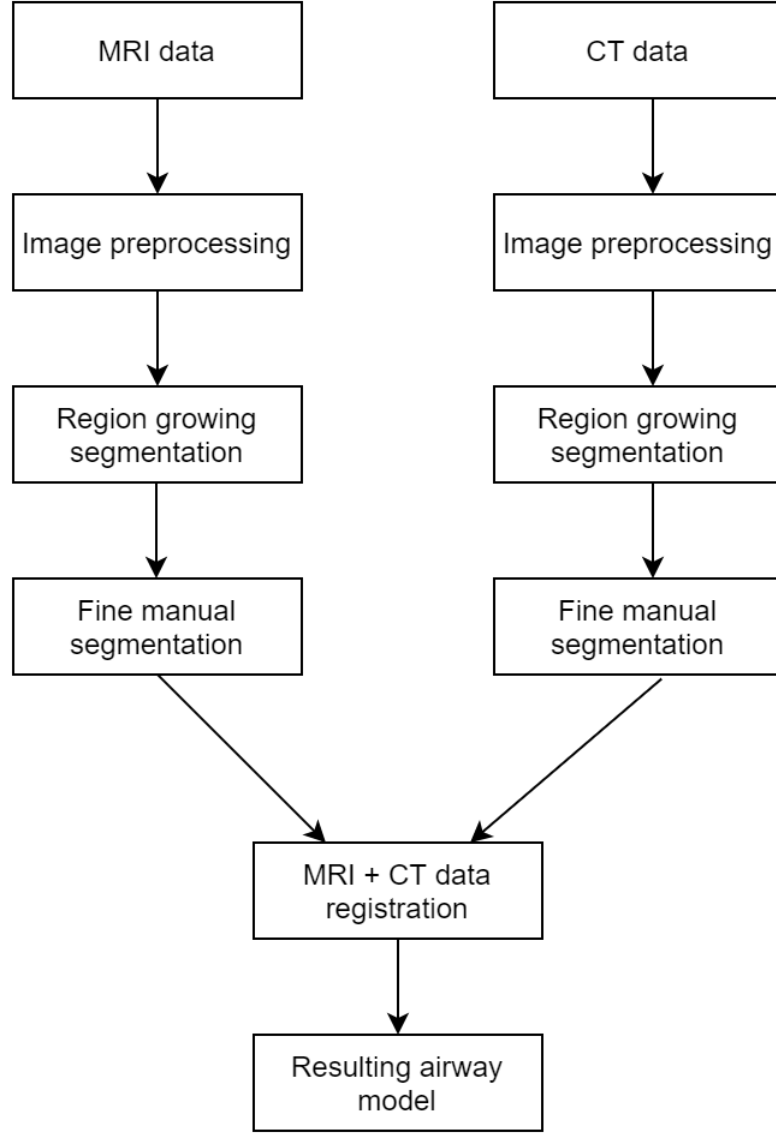 MRI data
CT data
Image preprocessing
Image preprocessing
Region growing
segmentation
Region growing
segmentation
Fine manual
segmentation
Fine manual
segmentation
MRI + CT data
registration
Resulting airway
model